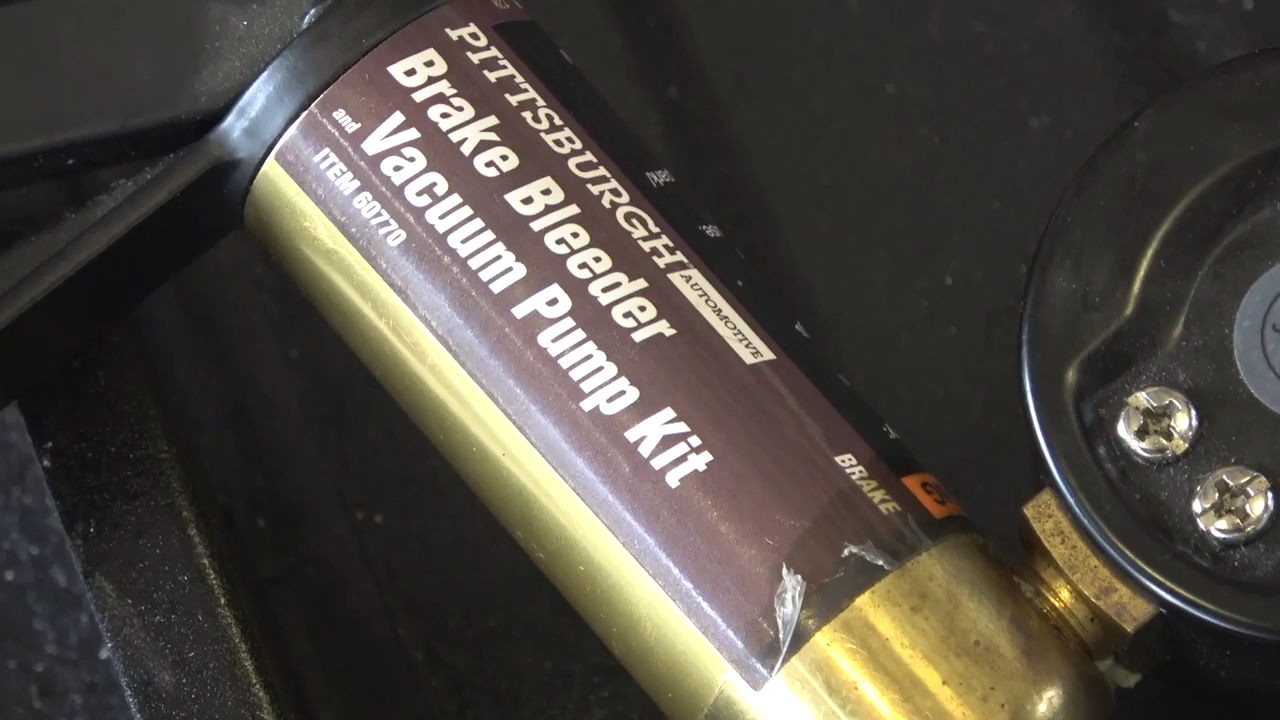 PITTSBURGH
AUTOMOTIVE
Brake Bleeder
and Vacuum Pump Kit
ITEM 60770
BRAKE